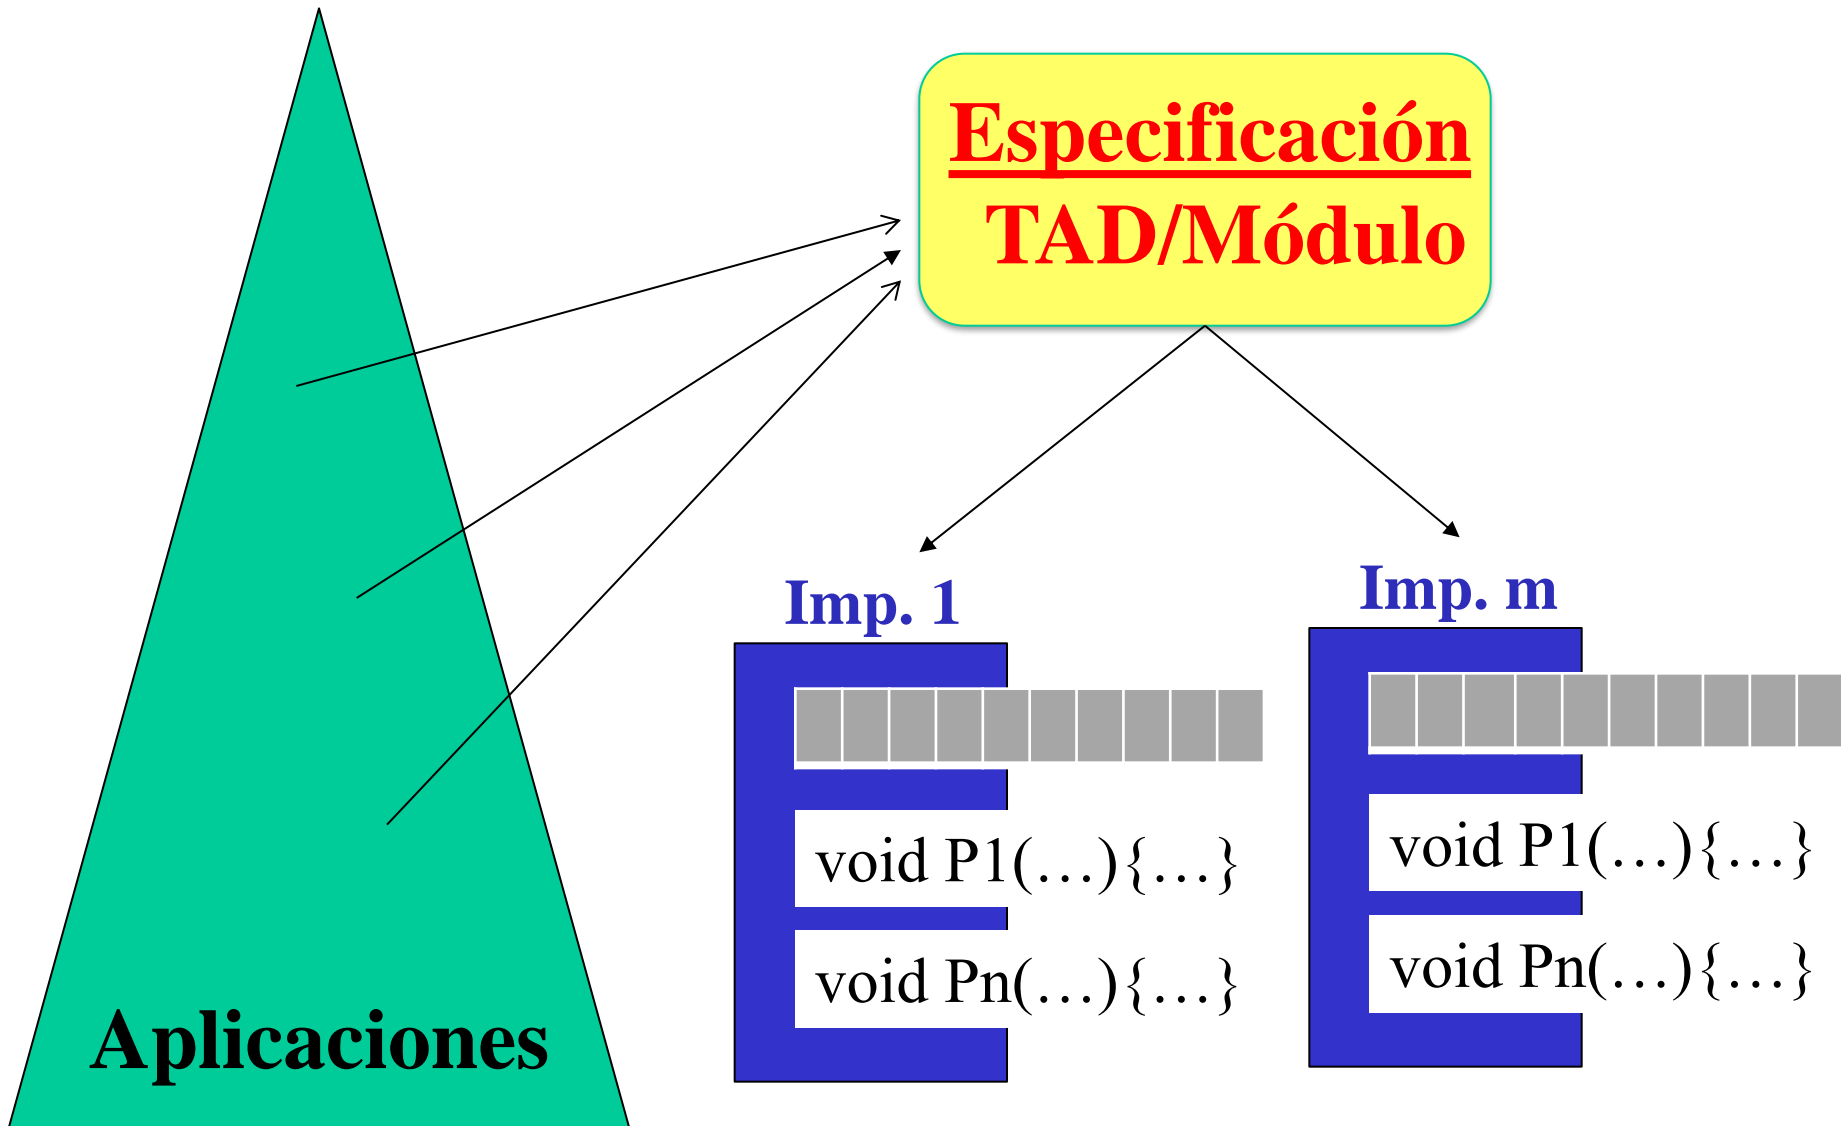 Especificación
TAD/Módulo
Imp. 1
Imp. m
void P1(…){…}
void P1(…){…}
void Pn(…){…}
void Pn(…){…}
Aplicaciones